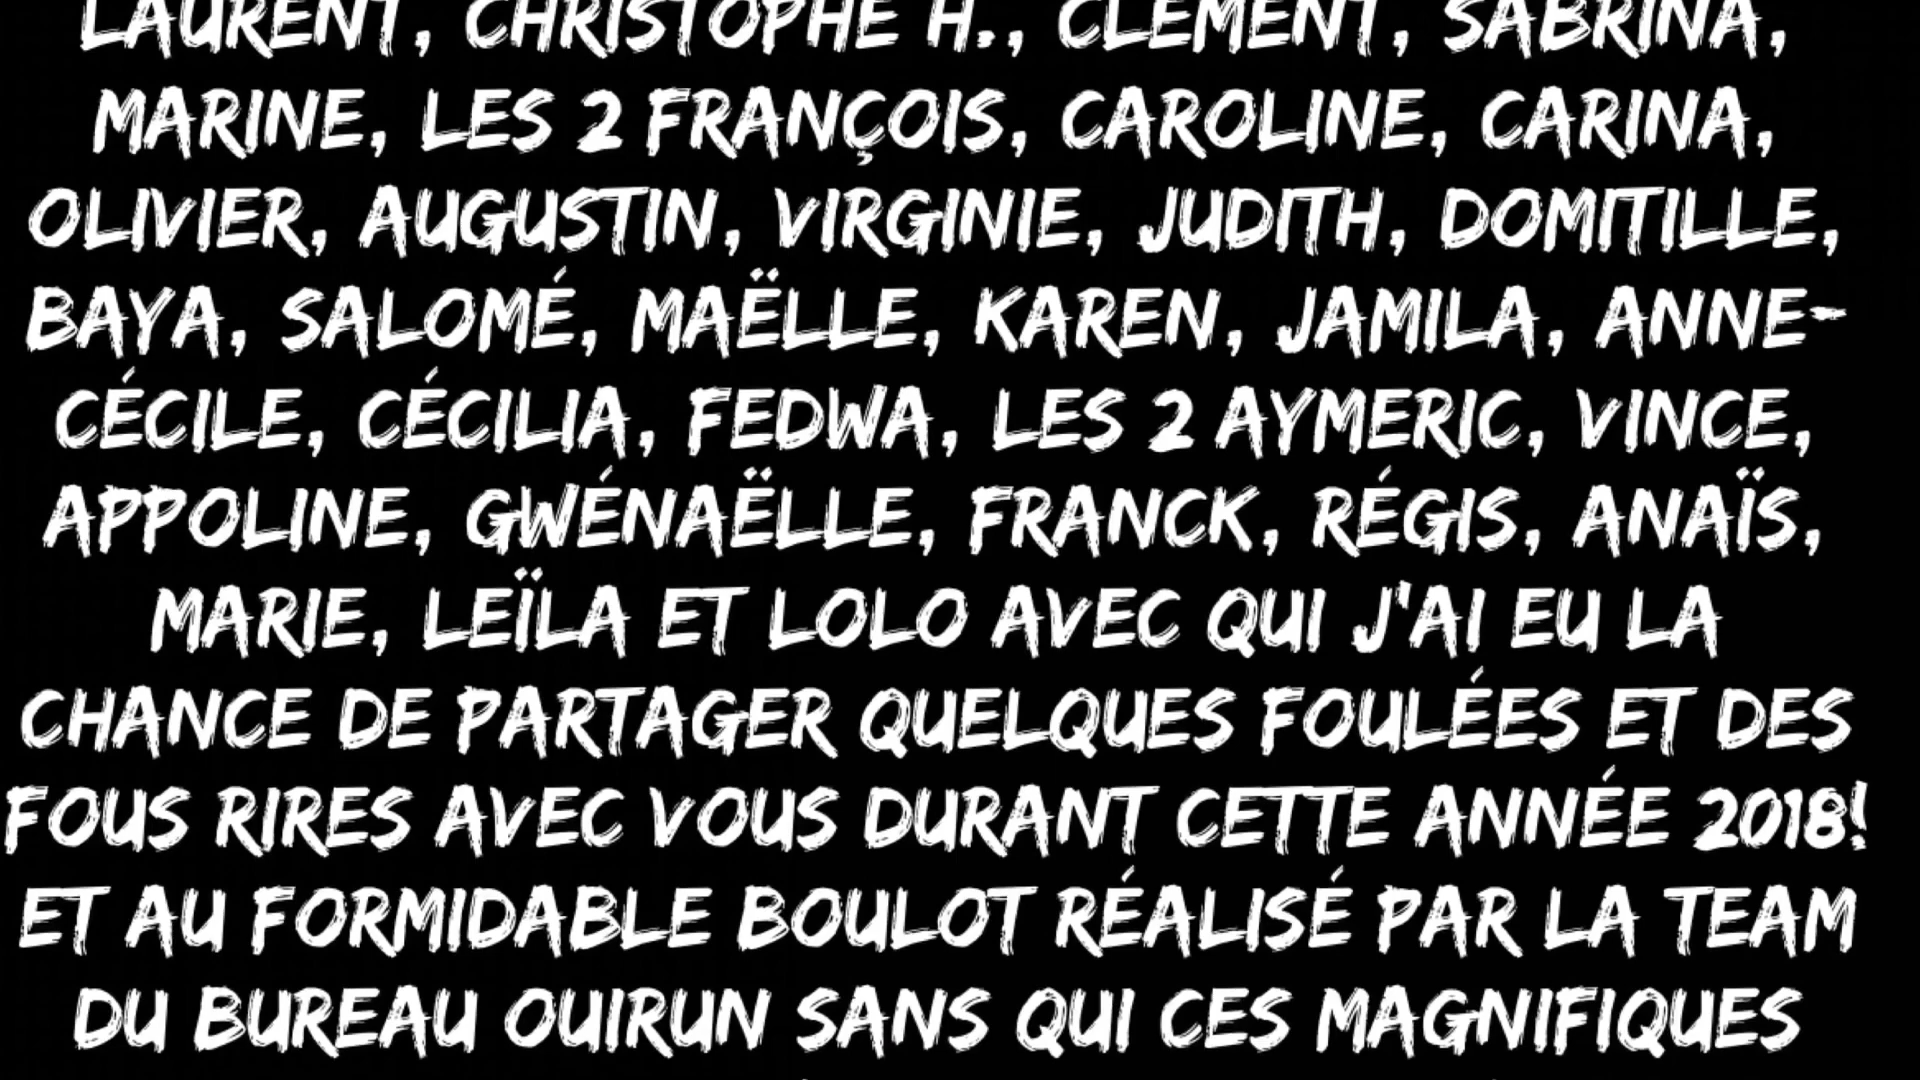 LAURENT, CHRISTOPHE H., CLÉMENT, SABRINA,
MARINE, LES 2 FRANÇOIS, CAROLINE, CARINA,
OLIVIER, AUGUSTIN, VIRGINIE, JUDITH, DOMITILLE,
BAYA, SALOMÉ, MAËLLE, KAREN, JAMILA, ANNE-
CÉCILE, CÉCILIA, FEDWA, LES 2 AYMERIC, VINCE,
APPOLINE, GWÉNAËLLE, FRANCK, RÉGIS, ANAÏS,
MARIE, LEÏLA ET LOLO AVEC QUI J'AI EU LA
CHANCE DE PARTAGER QUELQUES FOULÉES ET DES
FOUS RIRES AVEC VOUS DURANT CETTE ANNÉE 2018!
ET AU FORMIDABLE BOULOT RÉALISÉ PAR LA TEAM
DU BUREAU OUIRUN SANS QUI CES MAGNIFIQUES